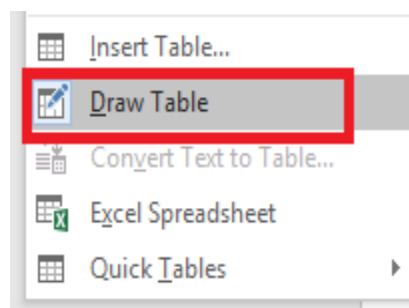 Insert Table...
Draw Table
Convert Text to Table...
Excel Spreadsheet
Quick Tables